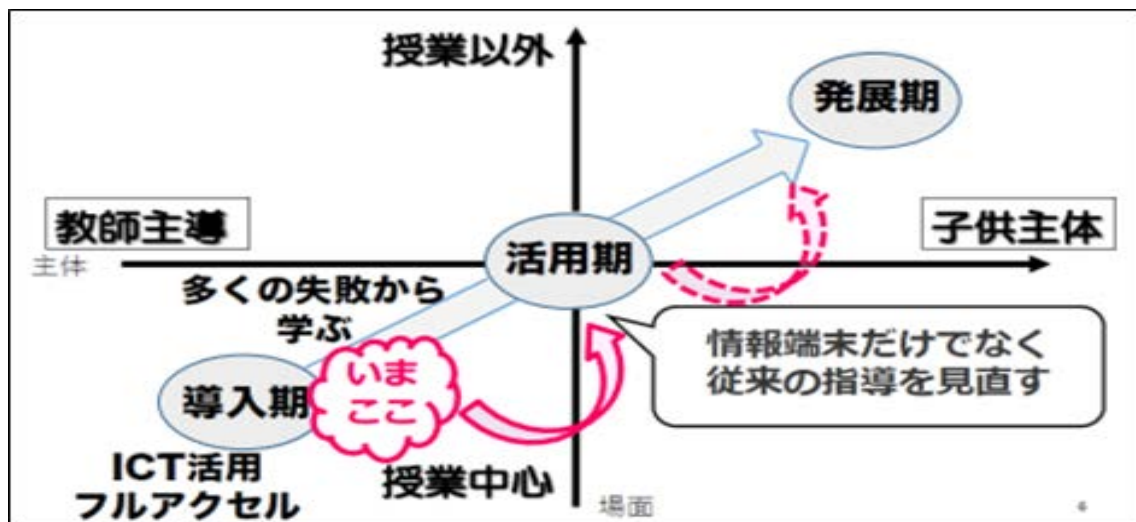 授業以外
発展期
教師主導
子供主体
主体
活用期
多くの失敗から
学ぶ
情報端末だけでなく
従来の指導を見直す
いま
ここ
導入期
ICT活用
フルアクセル
授業中心
場面
6